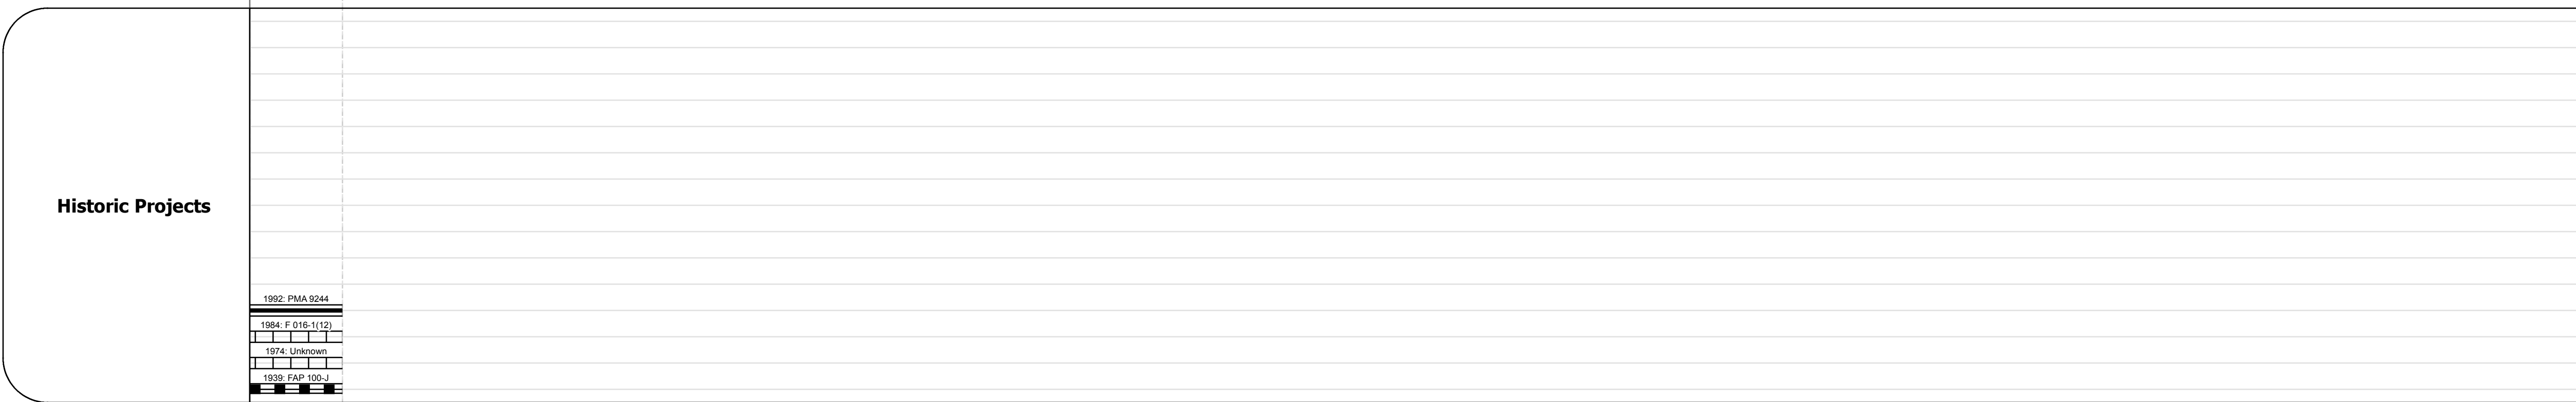 Historic Projects
1992: PMA 9244
1984: F 016-1(12)
1974: Unknown
1939: FAP 100-J